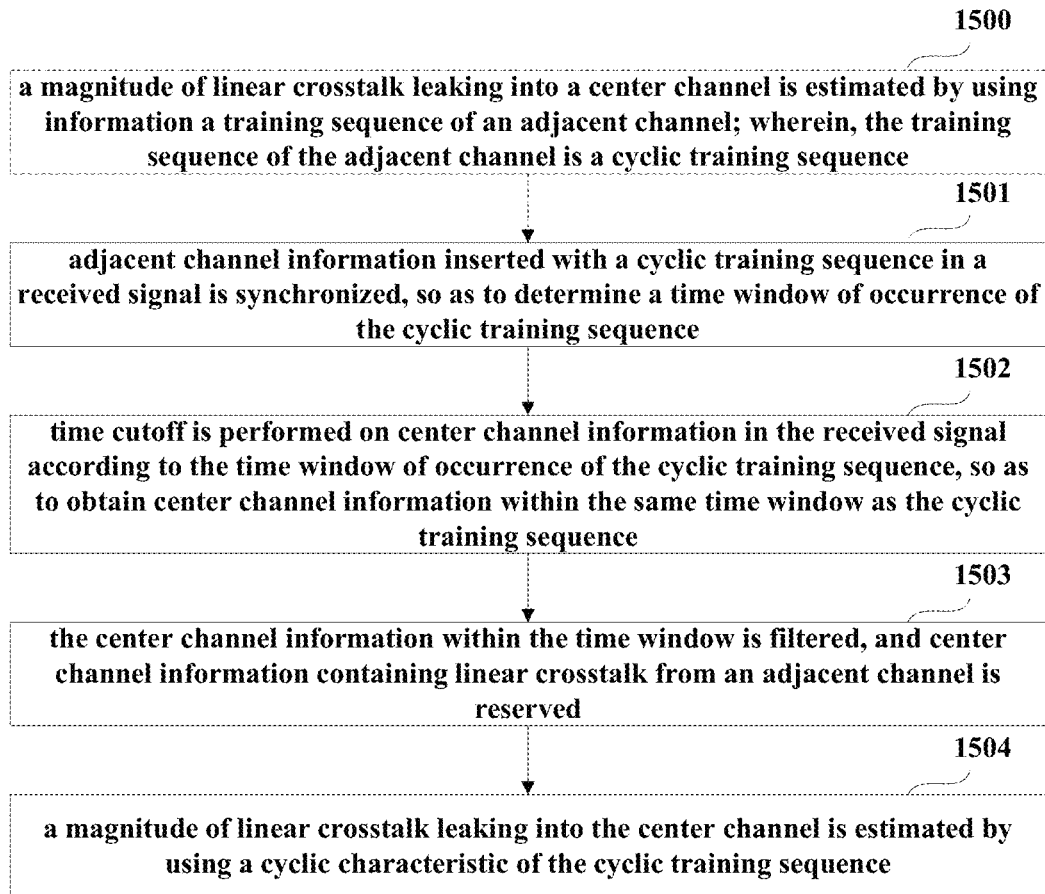 1500
a magnitude of linear crosstalk leaking into a center channel is estimated by using
information a training sequence of an adjacent channel; wherein, the training
sequence of the adjacent channel is a cyclic training sequence
1501
adjacent channel information inserted with a cyclic training sequence in a
received signal is synchronized, so as to determine a time window of occurrence of
the cyclic training sequence
1502
time cutoff is performed on center channel information in the received signal
according to the time window of occurrence of the cyclic training sequence, so as
to obtain center channel information within the same time window as the cyclic
training sequence
1503
the center channel information within the time window is filtered, and center
channel information containing linear crosstalk from an adjacent channel is
reserved
1504
a magnitude of linear crosstalk leaking into the center channel is estimated by
using a cyclic characteristic of the cyclic training sequence